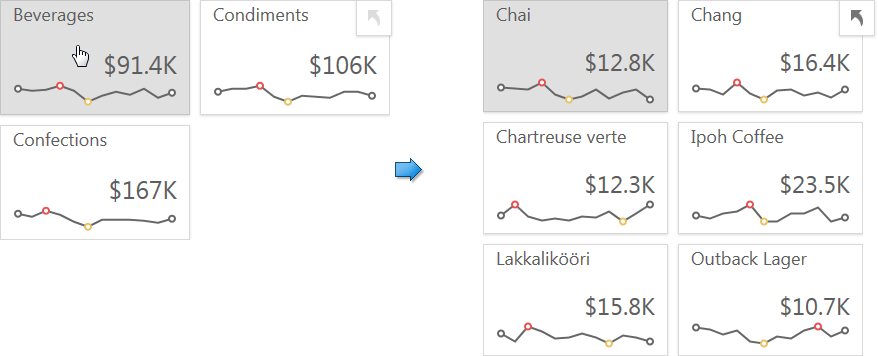 Beverages
$91.4K
Condiments
$106K
Confections
$167K
Chai
$12.8K
Chang
$16.4K
Chartreuse verte
$12.3K
Ipoh Coffee
$23.5K
Lakkalikööri
$15.8K
Outback Lager
$10.7K